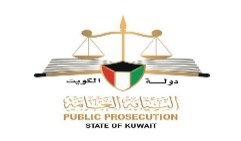 دولة الكويت
النيابة العامة
PUBLIC PROSECUTION
STATE OF KUWAIT